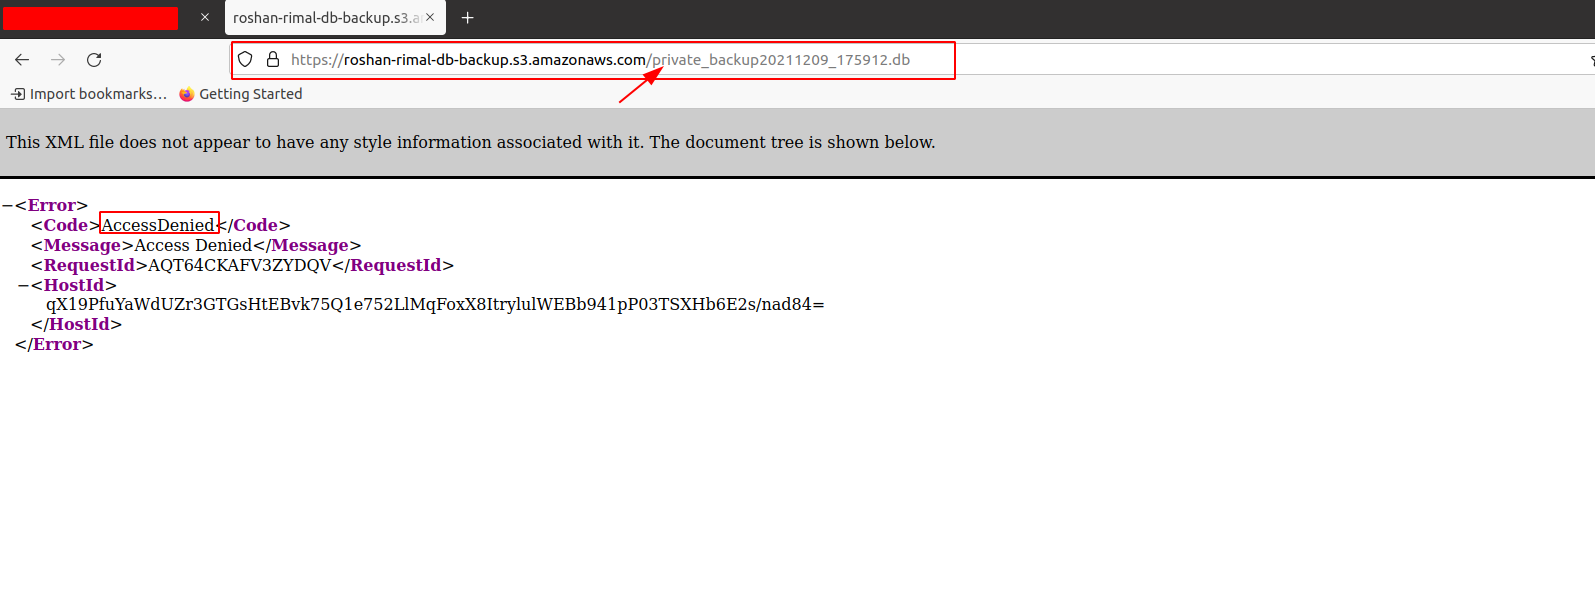 roshan-rimal-db-backup.s3.a
https://roshan-rimal-db-backup.s3.amazonaws.com/private_backup20211209_175912.db
Import bookmarks… Getting Started
This XML file does not appear to have any style information associated with it. The document tree is shown below.
−<Error>
<Code>AccessDenied</Code>
<Message>Access Denied</Message>
<RequestId>AQT64CKAFV3ZYDQV</RequestId>
−<HostId>
qX19PfuYaWdUZr3GTGsHtEBvk75Q1e752LlMqFoxX8ItrylulWEBb941pP03TSXHb6E2s/nad84=
</HostId>
</Error>